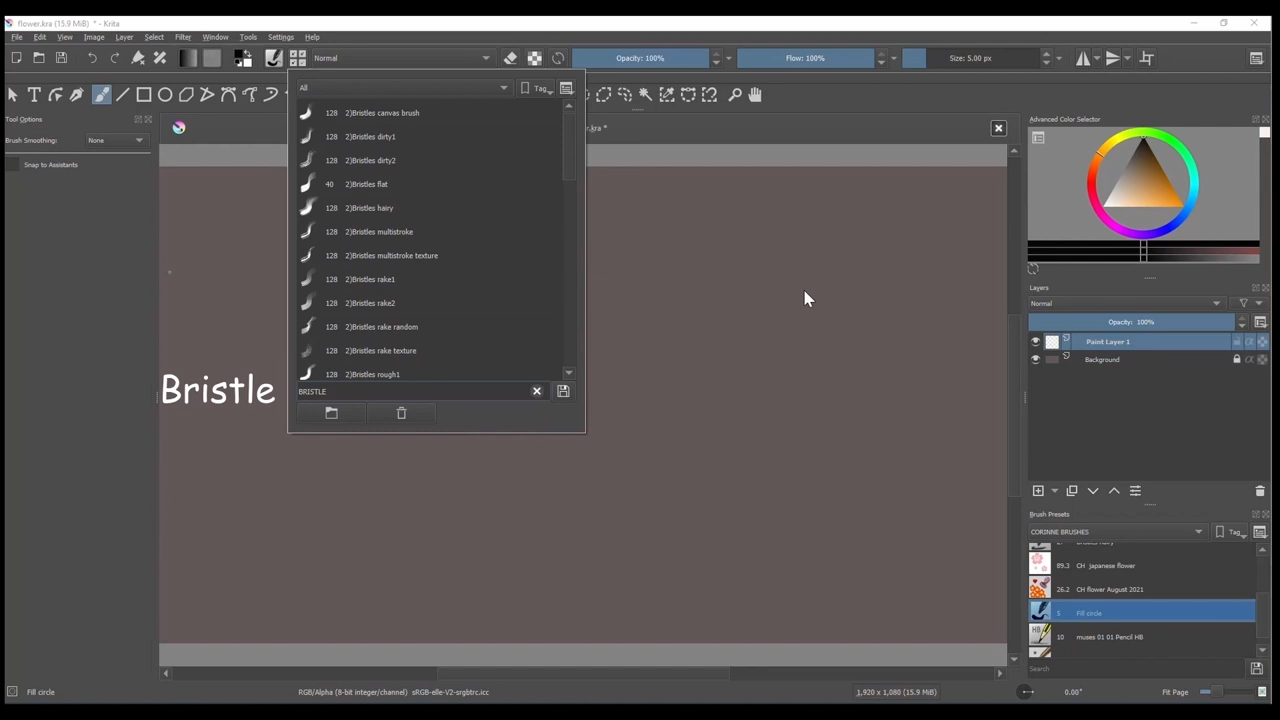 flower.kra (15.9 MiB) * - Krita
File Edit View Image Layer Select Filter Tools Settings Window Help
Normal
Opacity: 100%
Flow: 100%
Size: 5.00 px
All
Tag
Tool Options
Brush Smoothing: None
Snap to Assistants
.kra *
128 2)Bristles canvas brush
128 2)Bristles dirty1
128 2)Bristles dirty2
40 2)Bristles flat
128 2)Bristles hairy
128 2)Bristles multistroke
128 2)Bristles multistroke texture
128 2)Bristles rake1
128 2)Bristles rake2
128 2)Bristles rake random
128 2)Bristles rake texture
128 2)Bristles rough1
BRISTLE
Bristle
Advanced Color Selector
Layers
Normal
Opacity: 100%
Paint Layer 1
Background
Brush Presets
CORINNE BRUSHES
Tag
89.3 CH japanese flower
26.2 CH flower August 2021
5 Fill circle
HB
10 muses 01 01 Pencil HB
Search
Fill circle
RGB/Alpha (8-bit integer/channel) sRGB-elle-V2-srgbtrc.icc
1,920 x 1,080 (15.9 MiB)
0.00°
Fit Page